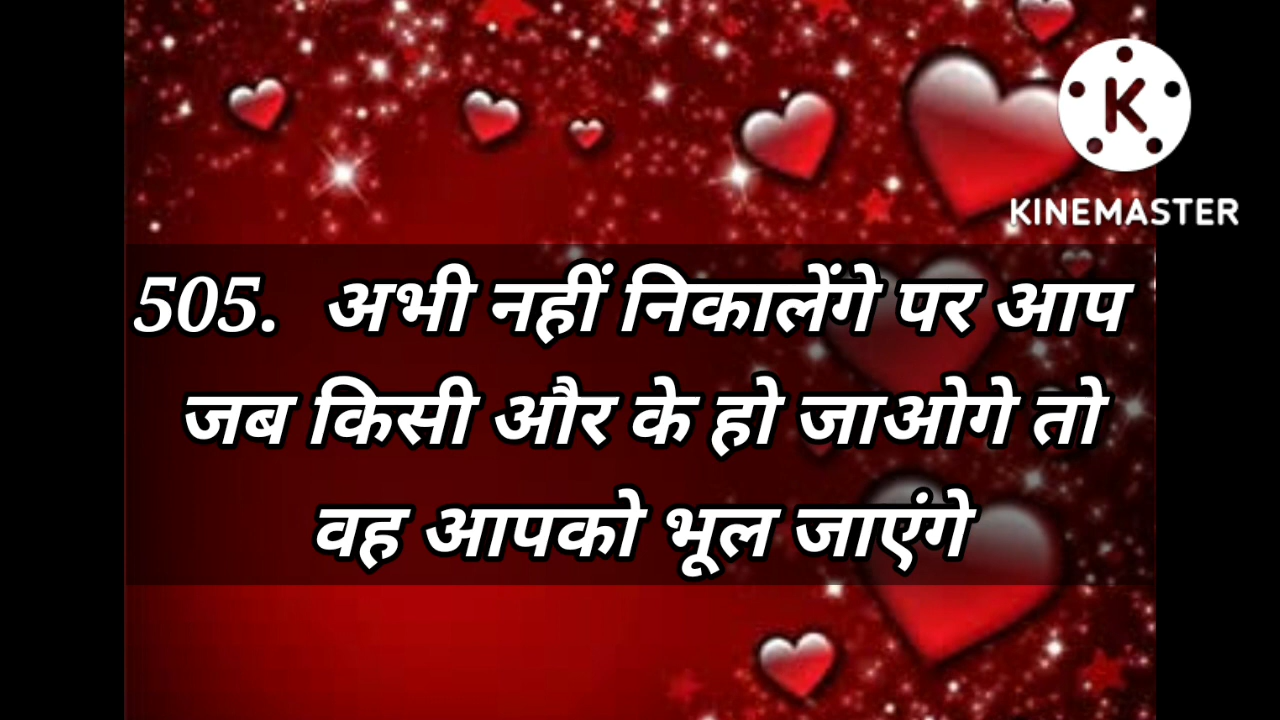 K
KINEMASTER
505. अभी नहीं निकालेंगे पर आप
जब किसी और के हो जाओगे तो
वह आपको भूल जाएंगे